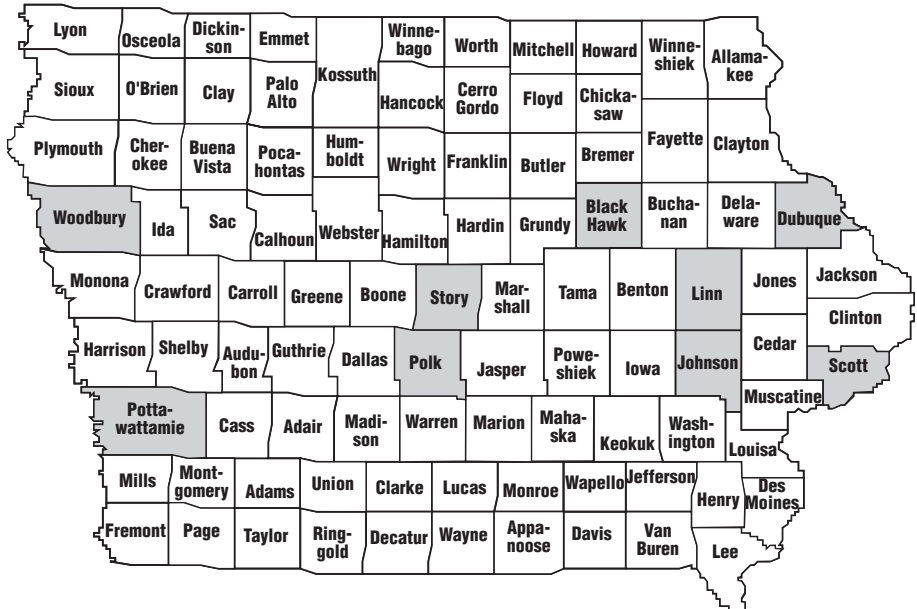 Lyon
Osceola
Dickin-
son
Emmet
Kossuth
Winne-
bago
Worth
Mitchell
Howard
Winne-
shiek
Allama-
kee
Sioux
O'Brien
Clay
Palo
Alto
Hancock
Cerro
Gordo
Floyd
Chicka-
saw
Fayette
Clayton
Plymouth
Cher-
okee
Buena
Vista
Poca-
hontas
Hum-
boldt
Wright
Franklin
Butler
Bremer
Woodbury
Ida
Sac
Calhoun
Webster
Hamilton
Hardin
Grundy
Black
Hawk
Bucha-
nan
Dela-
ware
Dubuque
Monona
Crawford
Carroll
Greene
Boone
Story
Mar-
shall
Tama
Benton
Linn
Jones
Jackson
Clinton
Harrison
Shelby
Audu-
bon
Guthrie
Dallas
Polk
Jasper
Powe-
shiek
Iowa
Johnson
Cedar
Scott
Muscatine
Potta-
wattamie
Cass
Adair
Madi-
son
Warren
Marion
Maha-
ska
Keokuk
Wash-
ington
Louisa
Mills
Mont-
gomery
Adams
Union
Clarke
Lucas
Monroe
Wapello
Jefferson
Henry
Des
Moines
Fremont
Page
Taylor
Ring-
gold
Decatur
Wayne
Appa-
noose
Davis
Van
Buren
Lee